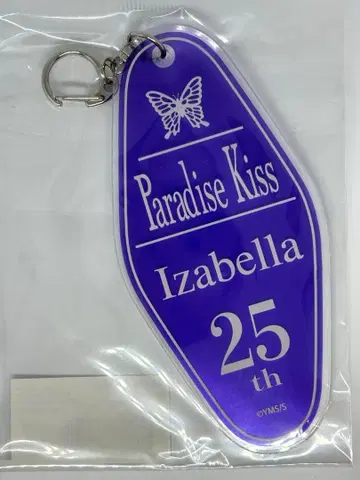 Paradise Kiss
Izabella
25
th
©YMS/S